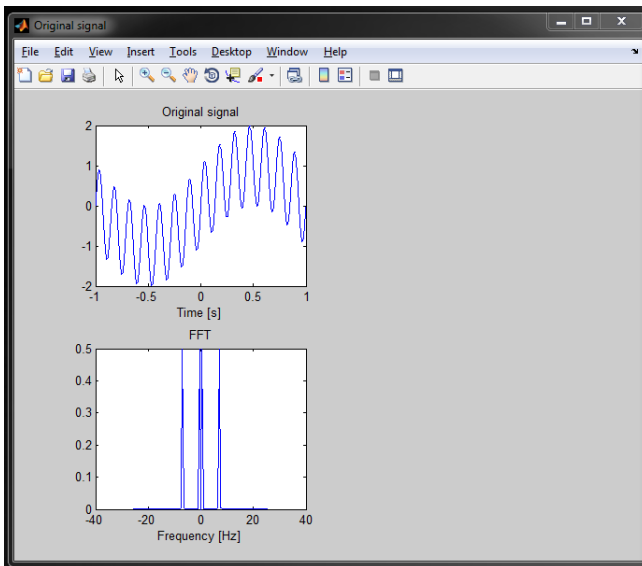 Original signal
File Edit View Insert Tools Desktop Window Help
Original signal
2
1
0
-1
-2
-1 -0.5 0 0.5 1
Time [s]
FFT
0.5
0.4
0.3
0.2
0.1
0
-40 -20 0 20 40
Frequency [Hz]